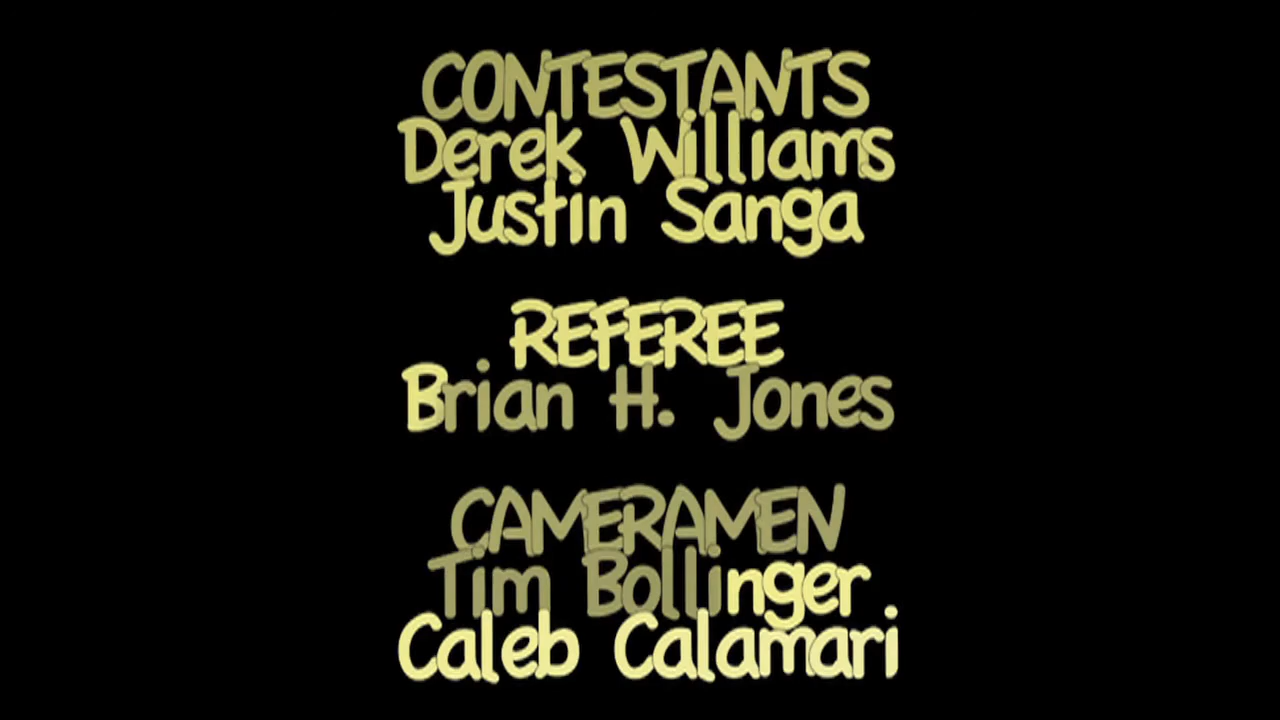 CONTESTANTS
Derek Williams
Justin Sanga
REFEREE
Brian H. Jones
CAMERAMEN
Tim Bollinger
Caleb Calamari